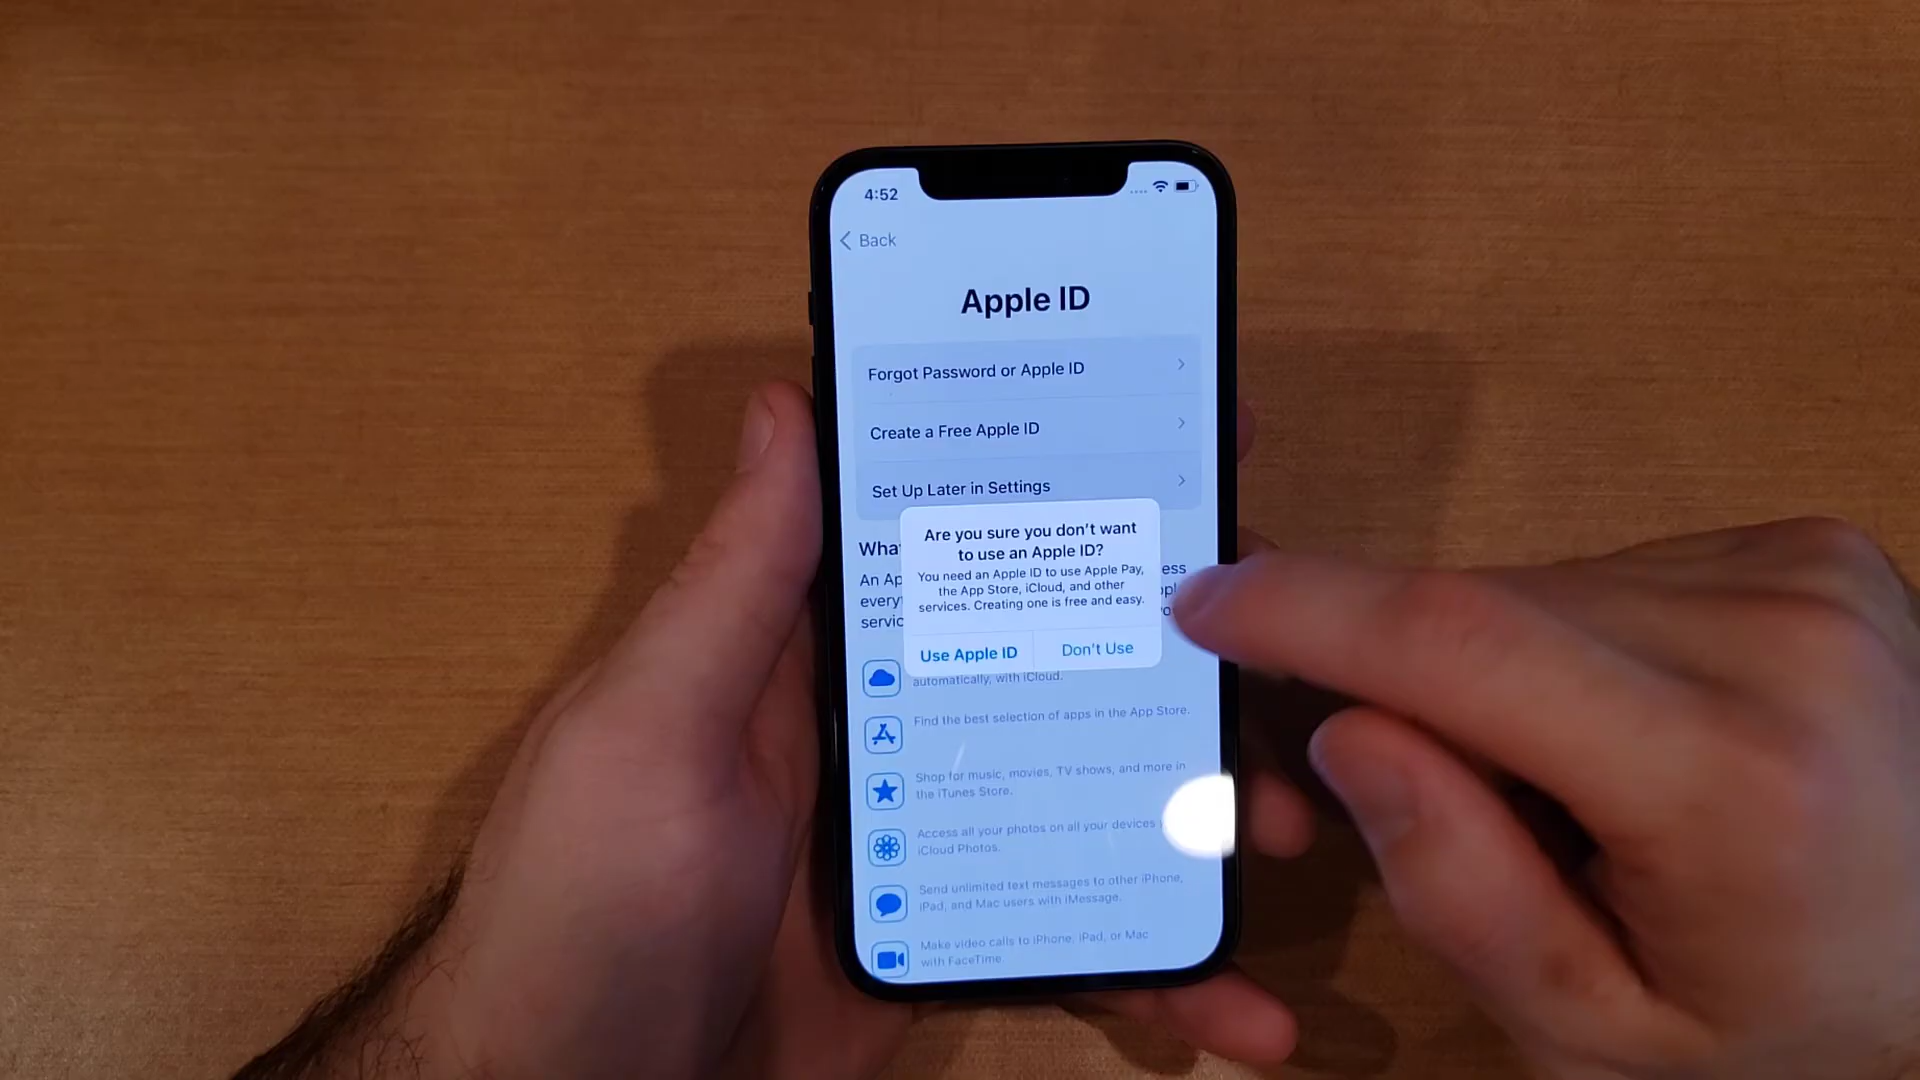 4:52
Back
Apple ID
Forgot Password or Apple ID
Create a Free Apple ID
Set Up Later in Settings
Are you sure you don't want
to use an Apple ID?
You need an Apple ID to use Apple Pay,
the App Store, iCloud, and other
services. Creating one is free and easy.
Use Apple ID
Don't Use
An
automatically, with iCloud.
Find the best selection of apps in the App Store.
Shop for music, movies, TV shows, and more in
the iTunes Store.
Access all your photos on all your devices
iCloud Photos.
Send unlimited text messages to other iPhone,
iPad, and Mac users with iMessage.
Make video calls to iPhone, iPad, or Mac
with FaceTime.